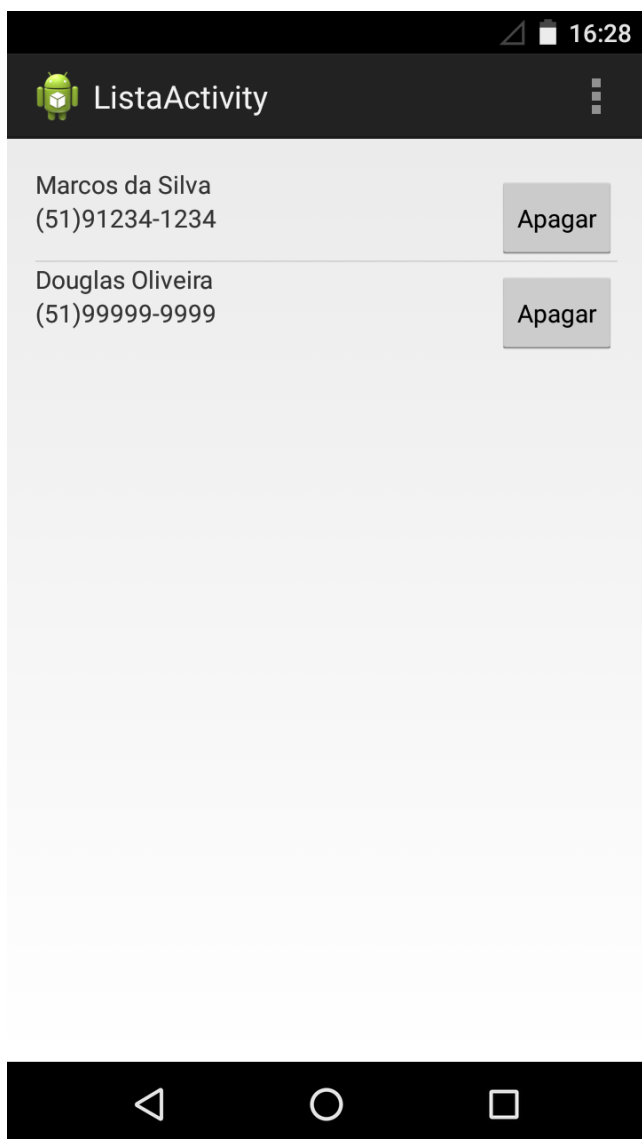 16:28
ListaActivity
Marcos da Silva
(51)91234-1234
Apagar
Douglas Oliveira
(51)99999-9999
Apagar